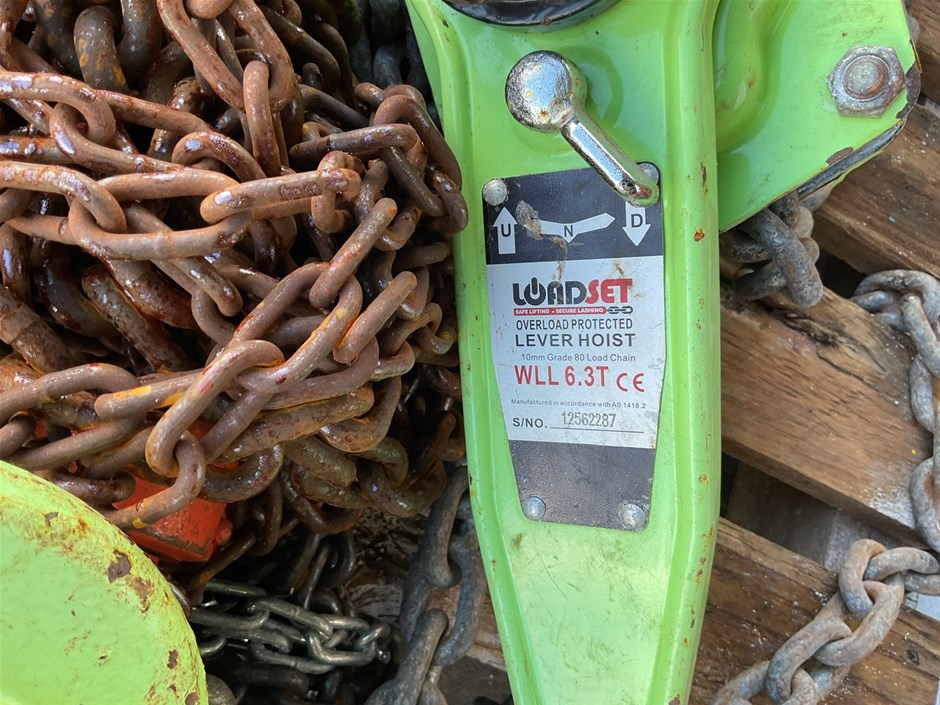 U N D
LOADSET
SAFE LIFTING • SECURE LASHING
OVERLOAD PROTECTED
LEVER HOIST
10mm Grade 80 Load Chain
WLL 6.3T CE
Manufactured in accordance with AS 1418.2
S/NO. 12562287